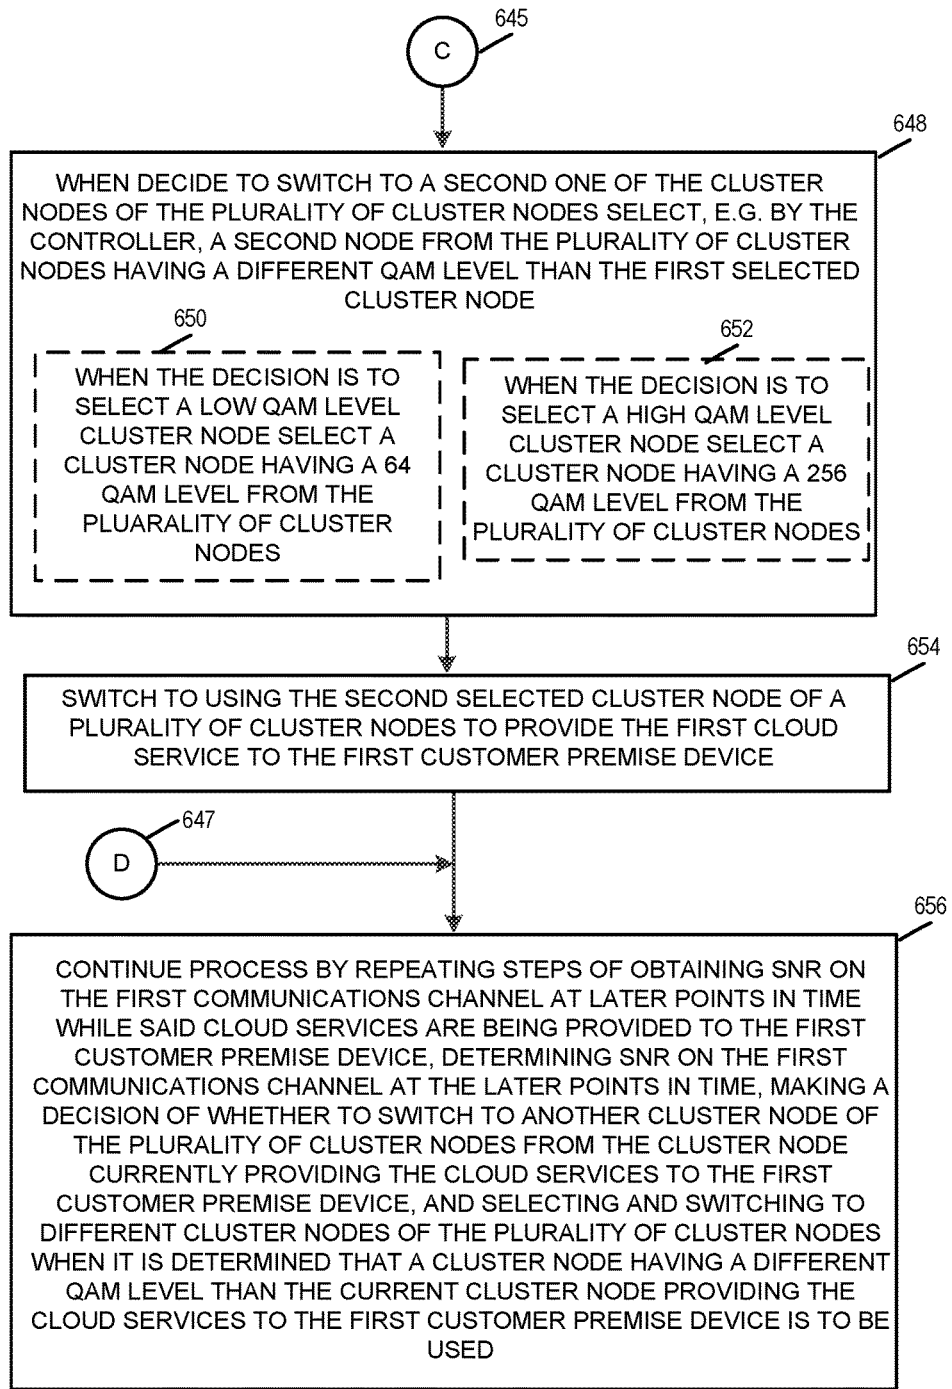 C
645
648
WHEN DECIDE TO SWITCH TO A SECOND ONE OF THE CLUSTER
NODES OF THE PLURALITY OF CLUSTER NODES SELECT, E.G. BY THE
CONTROLLER, A SECOND NODE FROM THE PLURALITY OF CLUSTER
NODES HAVING A DIFFERENT QAM LEVEL THAN THE FIRST SELECTED
CLUSTER NODE
650
WHEN THE DECISION IS TO
SELECT A LOW QAM LEVEL
CLUSTER NODE SELECT A
CLUSTER NODE HAVING A 64
QAM LEVEL FROM THE
PLUARALITY OF CLUSTER
NODES
652
WHEN THE DECISION IS TO
SELECT A HIGH QAM LEVEL
CLUSTER NODE SELECT A
CLUSTER NODE HAVING A 256
QAM LEVEL FROM THE
PLURALITY OF CLUSTER NODES
654
SWITCH TO USING THE SECOND SELECTED CLUSTER NODE OF A
PLURALITY OF CLUSTER NODES TO PROVIDE THE FIRST CLOUD
SERVICE TO THE FIRST CUSTOMER PREMISE DEVICE
D
647
656
CONTINUE PROCESS BY REPEATING STEPS OF OBTAINING SNR ON
THE FIRST COMMUNICATIONS CHANNEL AT LATER POINTS IN TIME
WHILE SAID CLOUD SERVICES ARE BEING PROVIDED TO THE FIRST
CUSTOMER PREMISE DEVICE, DETERMINING SNR ON THE FIRST
COMMUNICATIONS CHANNEL AT THE LATER POINTS IN TIME, MAKING A
DECISION OF WHETHER TO SWITCH TO ANOTHER CLUSTER NODE OF
THE PLURALITY OF CLUSTER NODES FROM THE CLUSTER NODE
CURRENTLY PROVIDING THE CLOUD SERVICES TO THE FIRST
CUSTOMER PREMISE DEVICE, AND SELECTING AND SWITCHING TO
DIFFERENT CLUSTER NODES OF THE PLURALITY OF CLUSTER NODES
WHEN IT IS DETERMINED THAT A CLUSTER NODE HAVING A DIFFERENT
QAM LEVEL THAN THE CURRENT CLUSTER NODE PROVIDING THE
CLOUD SERVICES TO THE FIRST CUSTOMER PREMISE DEVICE IS TO BE
USED